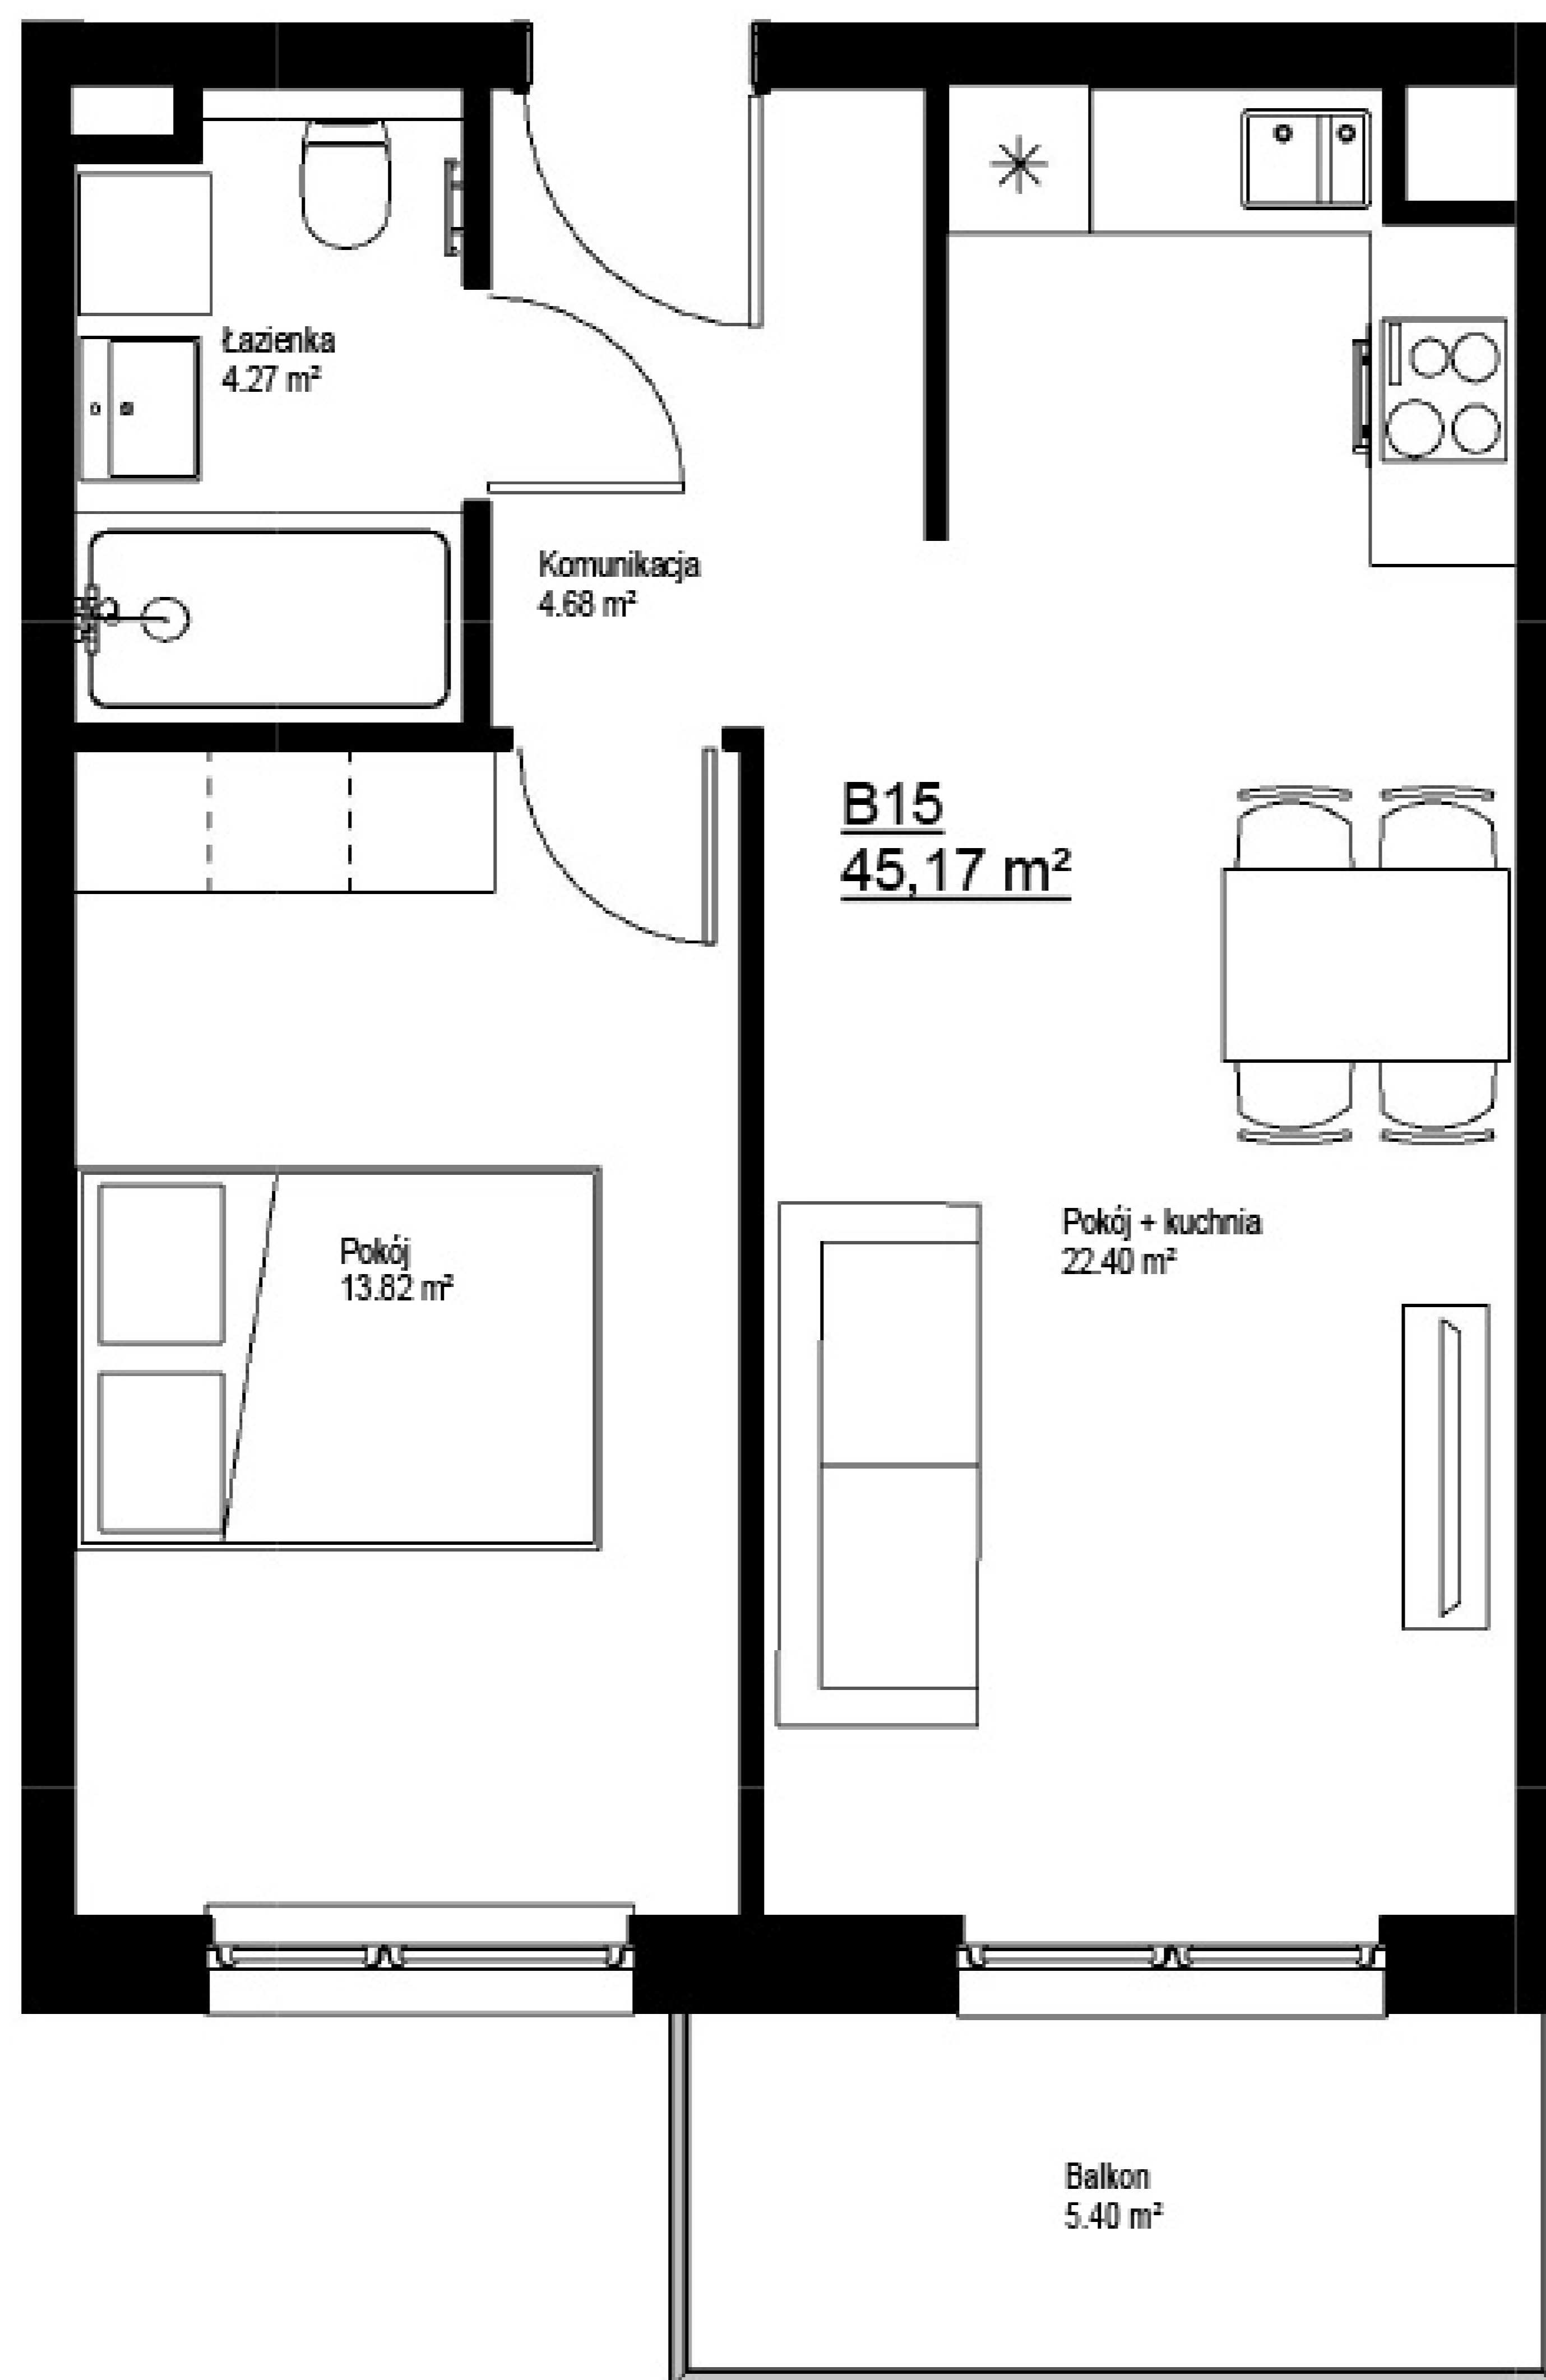 Łazienka
4.27 m²
Komunikacja
4.68 m²
B15
45,17 m²
Pokój
13.82 m²
Pokój + kuchnia
22.40 m²
Balkon
5.40 m²